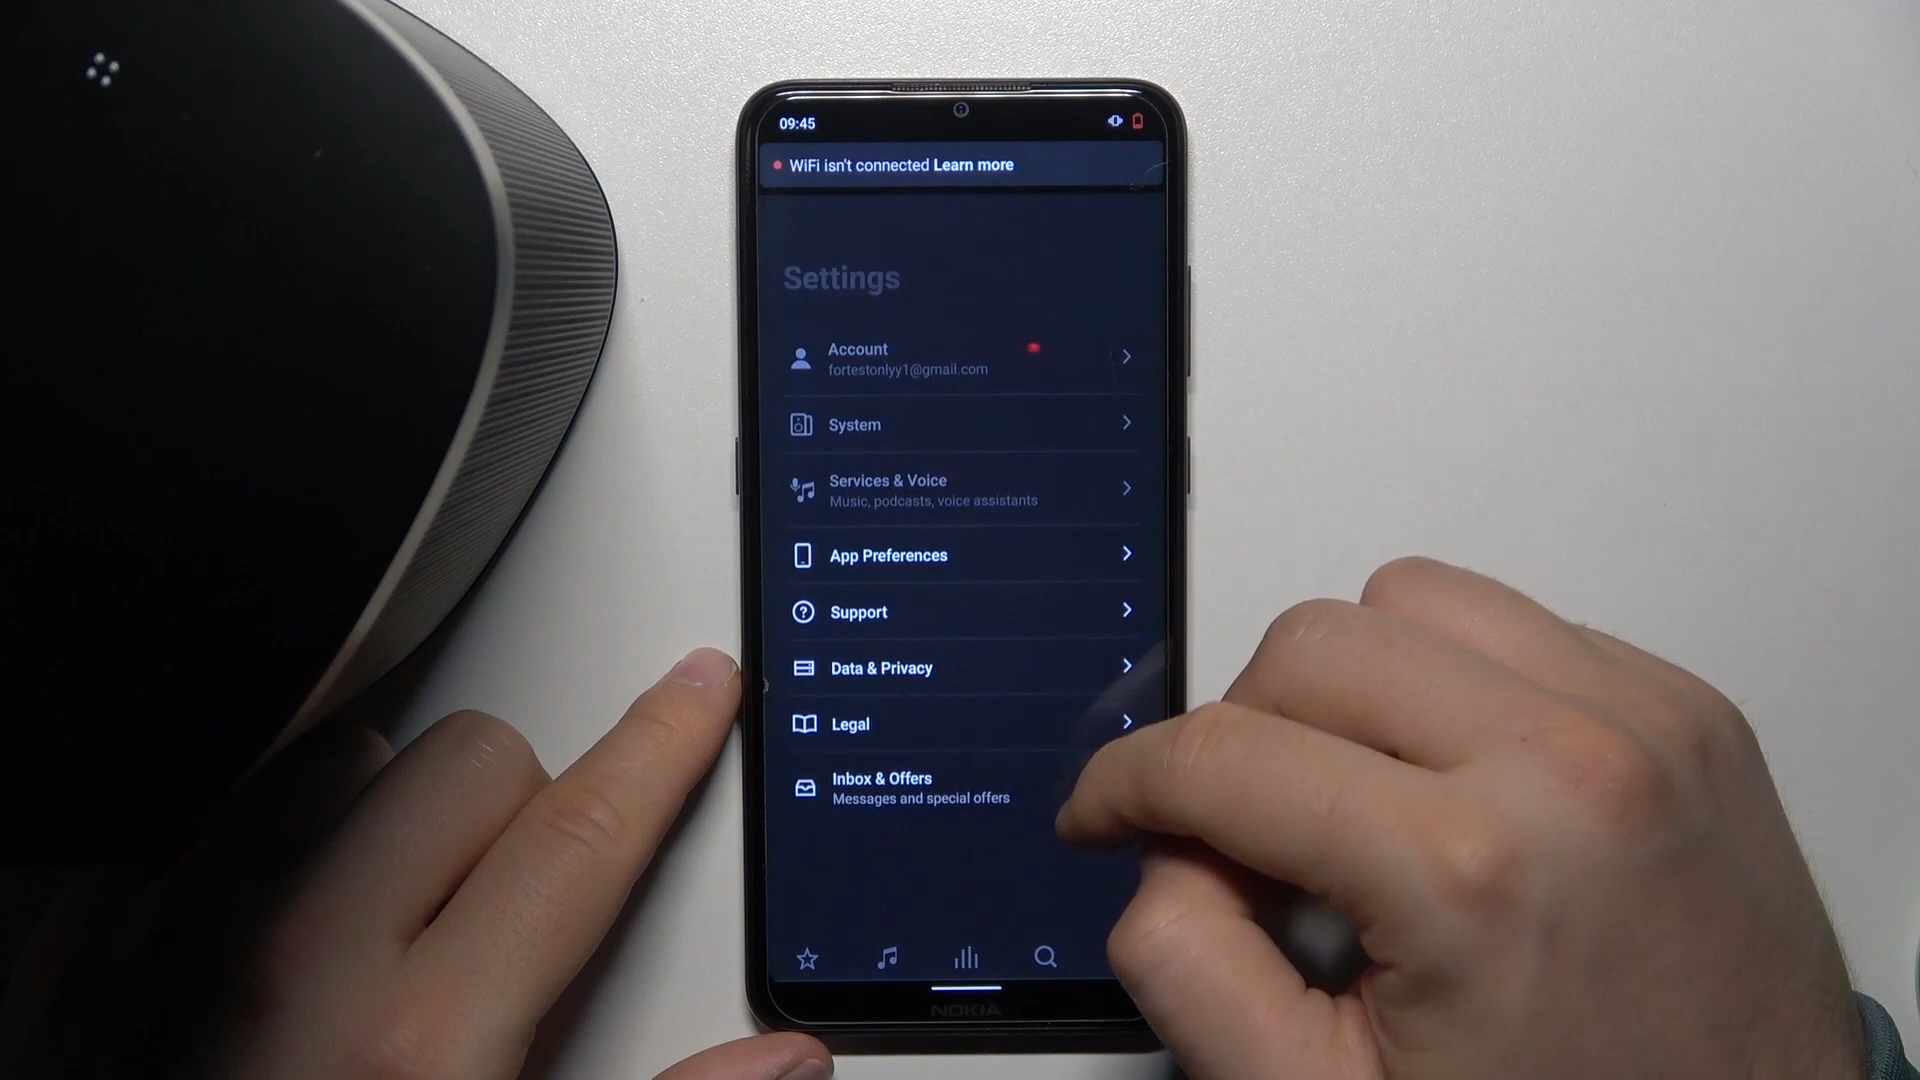 09:45
WiFi isn't connected Learn more
Settings
Account
fortestonlyy1@gmail.com
System
Services & Voice
Music, podcasts, voice assistants
App Preferences
Support
Data & Privacy
Legal
Inbox & Offers
Messages and special offers
NOKIA